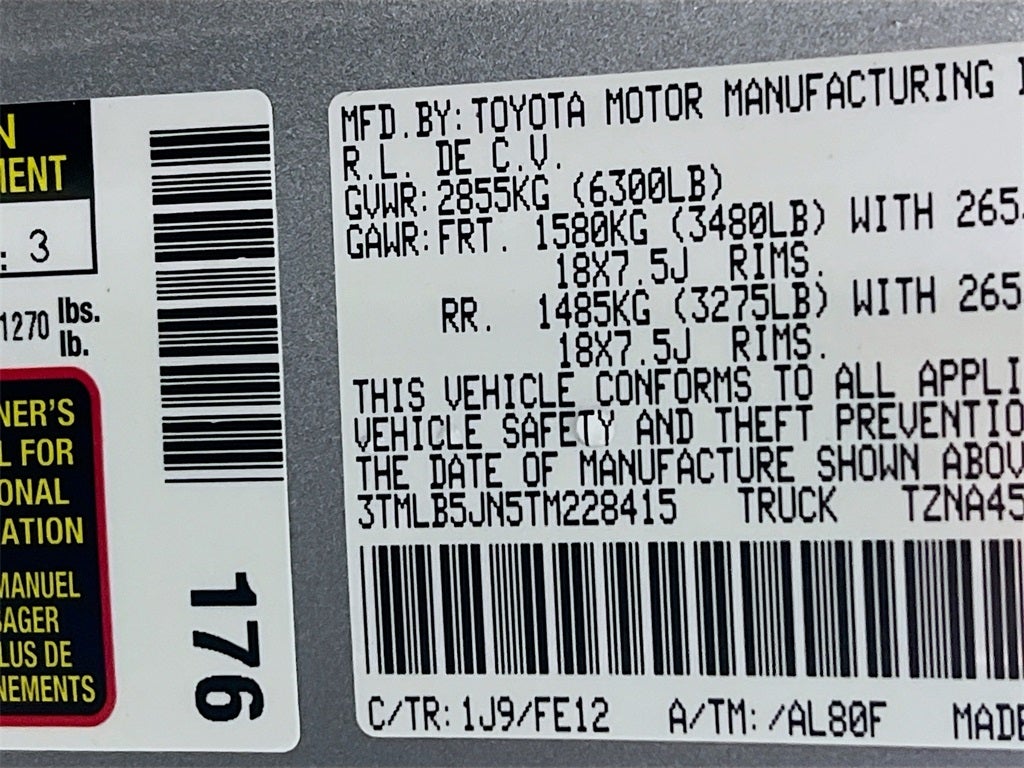 N
MENT
: 3
1270 lbs.
lb.
NER'S
L FOR
ONAL
ATION
MANUEL
SAGER
LUS DE
NEMENTS
176
MFD.BY:TOYOTA MOTOR MANUFACTURING
R.L. DE C.V.
GVWR:2855KG (6300LB)
GAWR:FRT. 1580KG (3480LB) WITH 265
18X7.5J RIMS.
RR. 1485KG (3275LB) WITH 265
18X7.5J RIMS.
THIS VEHICLE CONFORMS TO ALL APPLI
VEHICLE SAFETY AND THEFT PREVENTIO
THE DATE OF MANUFACTURE SHOWN ABOV
3TMLB5JN5TM228415 TRUCK TZNA45
C/TR:1J9/FE12 A/TM:/AL80F MADE